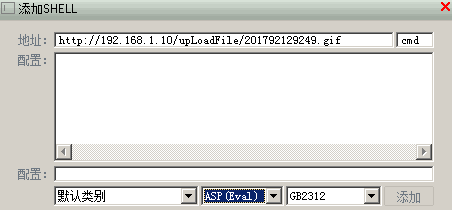 添加SHELL
地址: http://192.168.1.10/upLoadFile/201792129249.gif cmd
配置:
配置:
默认类别 ASP(Eval) GB2312 添加